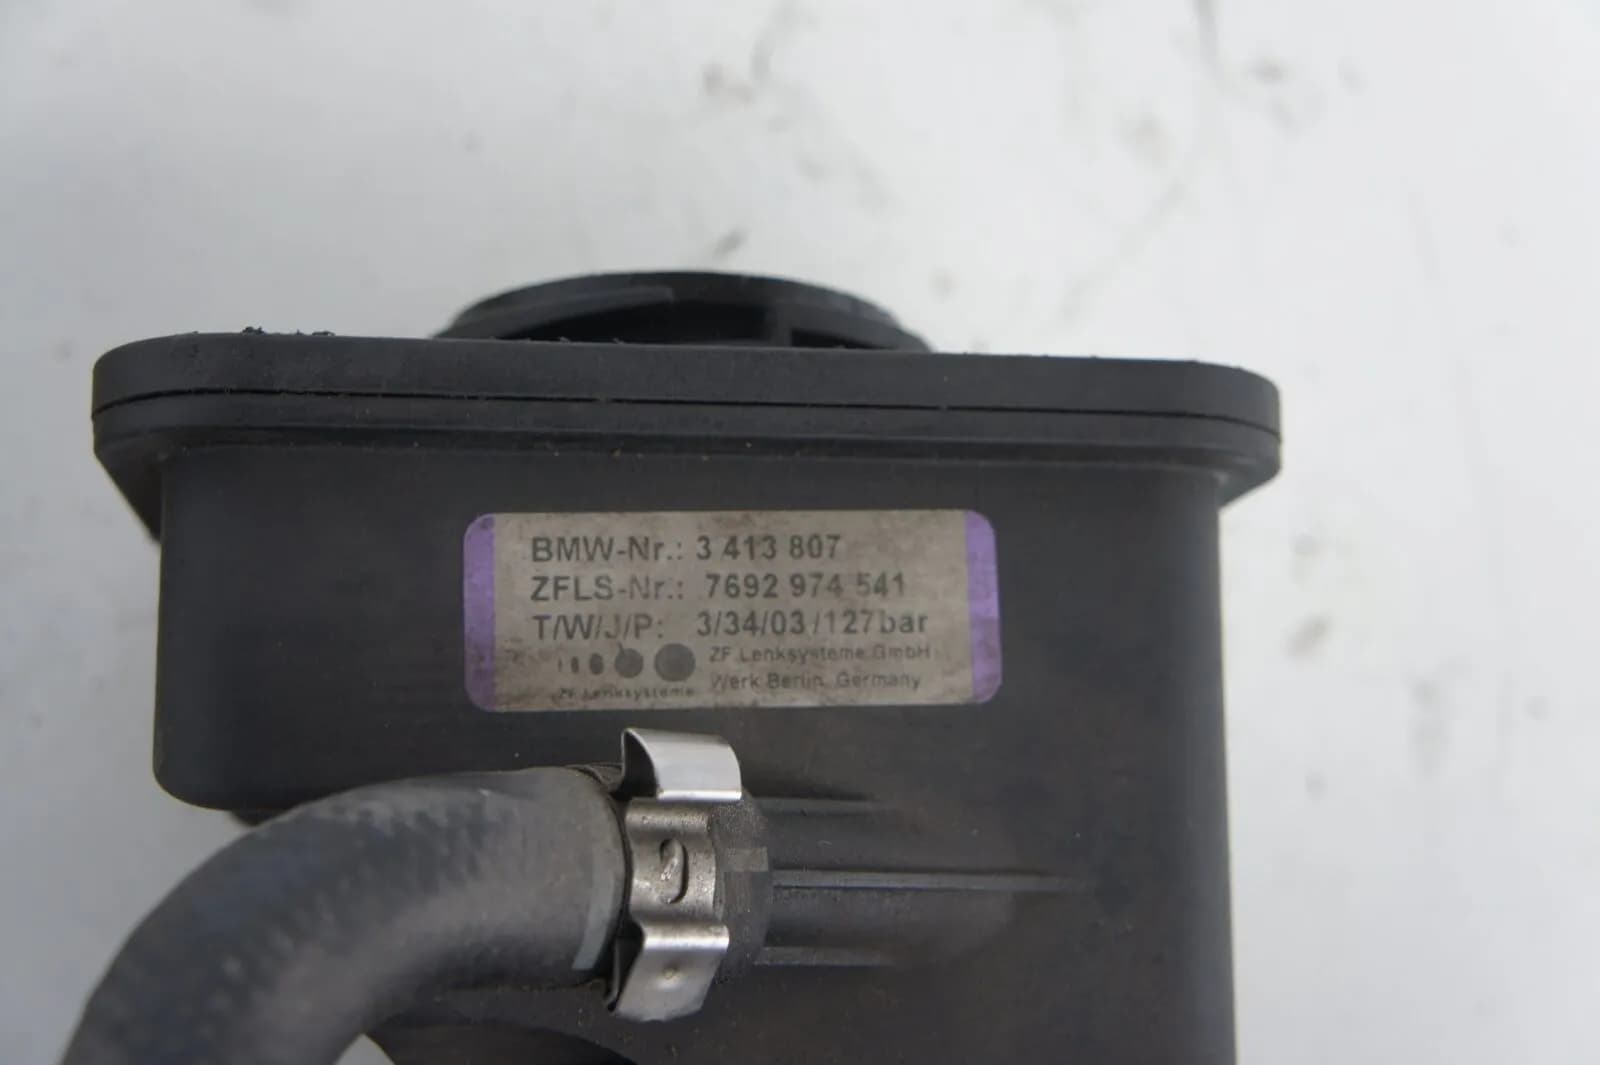 BMW-Nr.: 3 413 807
ZFLS-Nr.: 7692 974 541
T/W/J/P: 3/34/03/127bar
ZF Lenksysteme GmbH
ZF Lenksysteme Werk Berlin, Germany